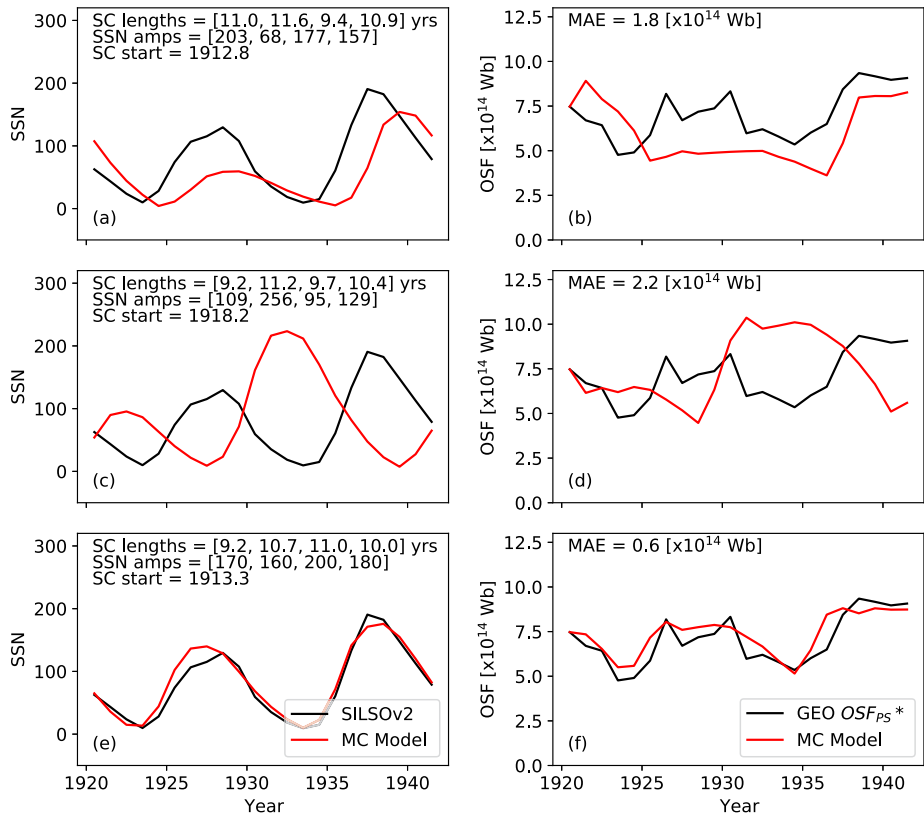 SC lengths = [11.0, 11.6, 9.4, 10.9] yrs
SSN amps = [203, 68, 177, 157]
SC start = 1912.8
300
200
100
0
SSN
(a)
MAE = 1.8 [x10^14 Wb]
12.5
10.0
7.5
5.0
2.5
0.0
OSF [x10^14 Wb]
(b)
SC lengths = [9.2, 11.2, 9.7, 10.4] yrs
SSN amps = [109, 256, 95, 129]
SC start = 1918.2
300
200
100
0
SSN
(c)
MAE = 2.2 [x10^14 Wb]
12.5
10.0
7.5
5.0
2.5
0.0
OSF [x10^14 Wb]
(d)
SC lengths = [9.2, 10.7, 11.0, 10.0] yrs
SSN amps = [170, 160, 200, 180]
SC start = 1913.3
300
200
100
0
SSN
(e)
SILSOv2
MC Model
1920 1925 1930 1935 1940
Year
MAE = 0.6 [x10^14 Wb]
12.5
10.0
7.5
5.0
2.5
0.0
OSF [x10^14 Wb]
(f)
GEO OSF_PS *
MC Model
1920 1925 1930 1935 1940
Year